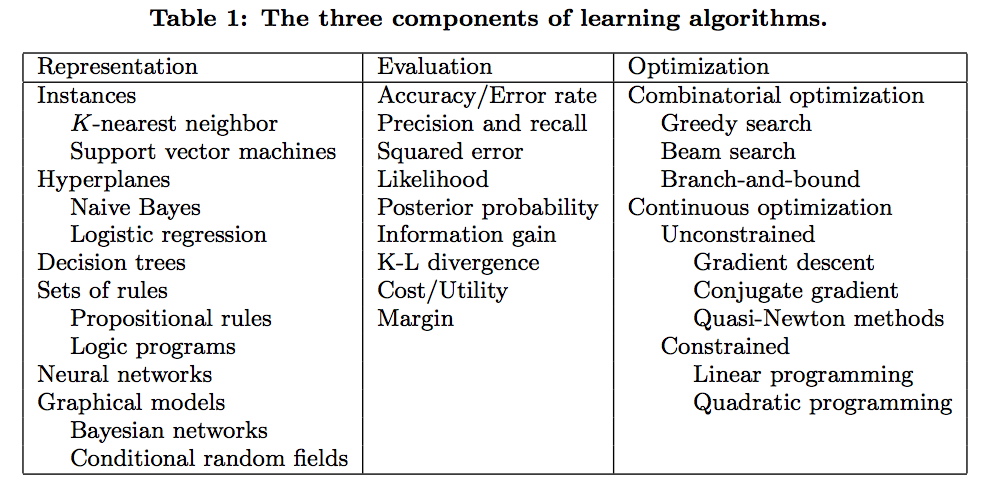 Table 1: The three components of learning algorithms.
Representation Evaluation Optimization
Instances Accuracy/Error rate Combinatorial optimization
K-nearest neighbor Precision and recall Greedy search
Support vector machines Squared error Beam search
Hyperplanes Likelihood Branch-and-bound
Naive Bayes Posterior probability Continuous optimization
Logistic regression Information gain Unconstrained
Decision trees K-L divergence Gradient descent
Sets of rules Cost/Utility Conjugate gradient
Propositional rules Margin Quasi-Newton methods
Logic programs Constrained
Neural networks Linear programming
Graphical models Quadratic programming
Bayesian networks
Conditional random fields